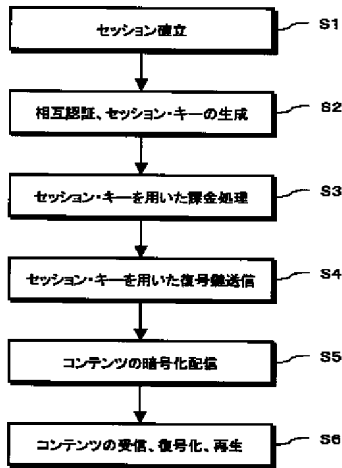 セッション確立
S1
相互認証、セッション・キーの生成
S2
セッション・キーを用いた課金処理
S3
セッション・キーを用いた復号鍵送信
S4
コンテンツの暗号化配信
S5
コンテンツの受信、復号化、再生
S6